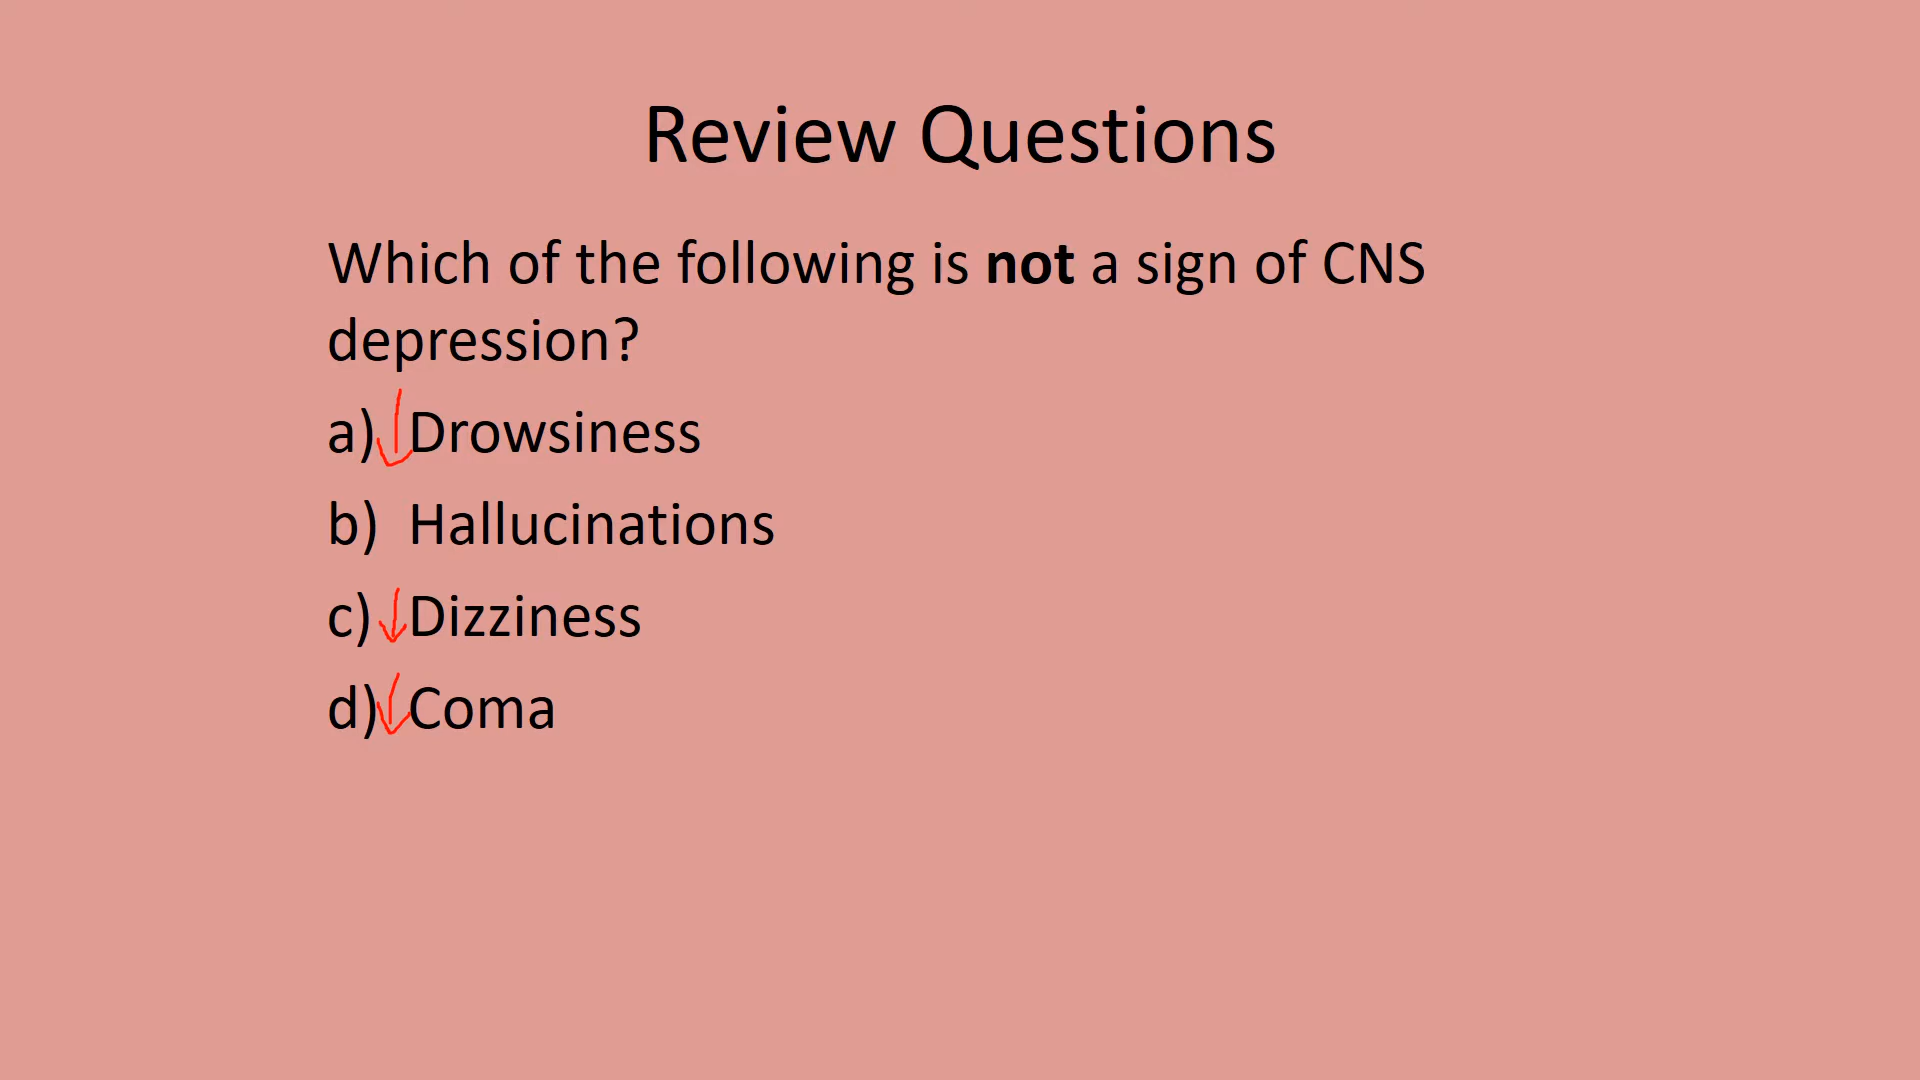 Review Questions
Which of the following is not a sign of CNS
depression?
a) Drowsiness
b) Hallucinations
c) Dizziness
d) Coma